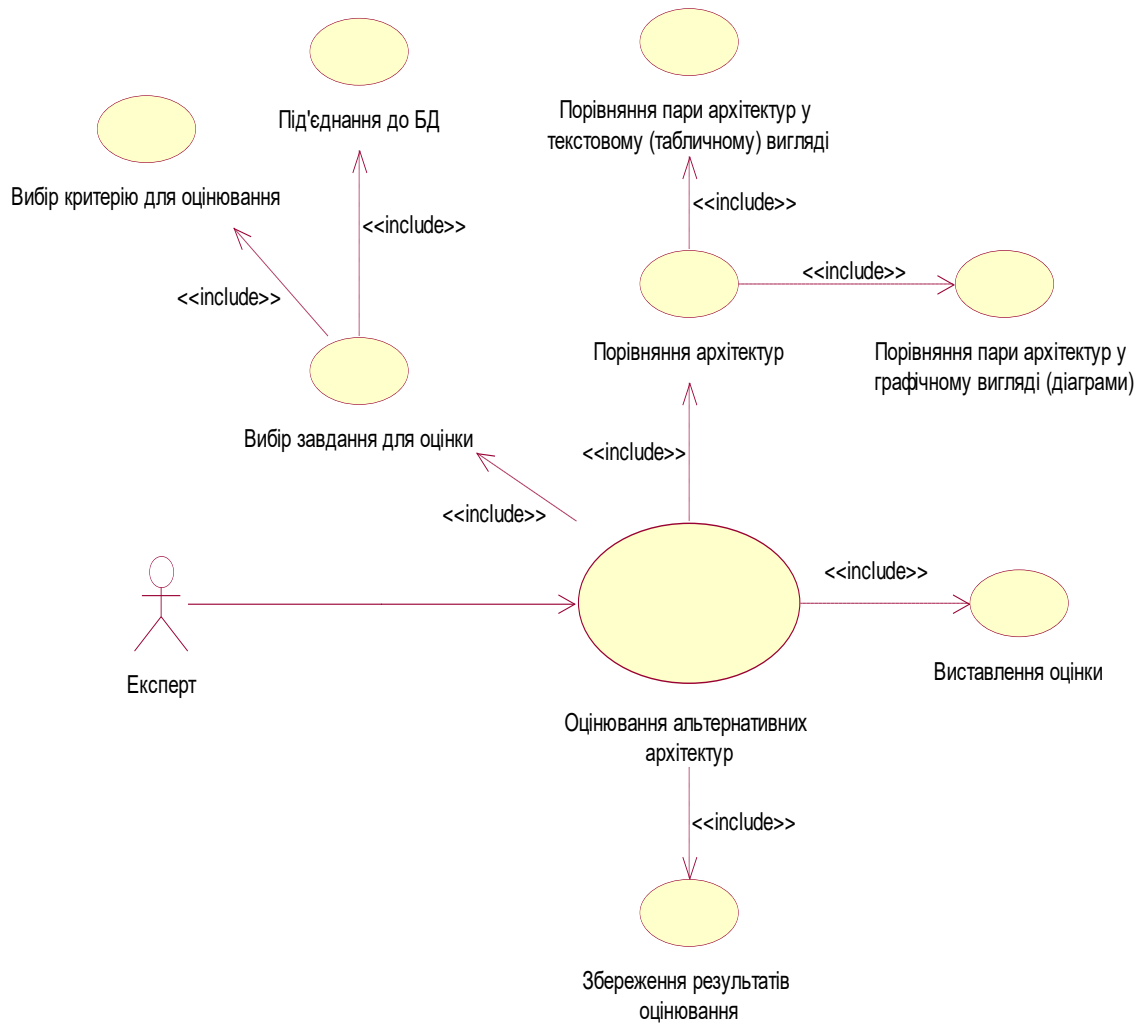 Під'єднання до БД
Порівняння пари архітектур у
текстовому (табличному) вигляді
Вибір критерію для оцінювання
<<include>>
<<include>>
<<include>>
<<include>>
Порівняння архітектур
Порівняння пари архітектур у
графічному вигляді (діаграми)
Вибір завдання для оцінки
<<include>>
<<include>>
<<include>>
Експерт
Виставлення оцінки
Оцінювання альтернативних
архітектур
<<include>>
Збереження результатів
оцінювання